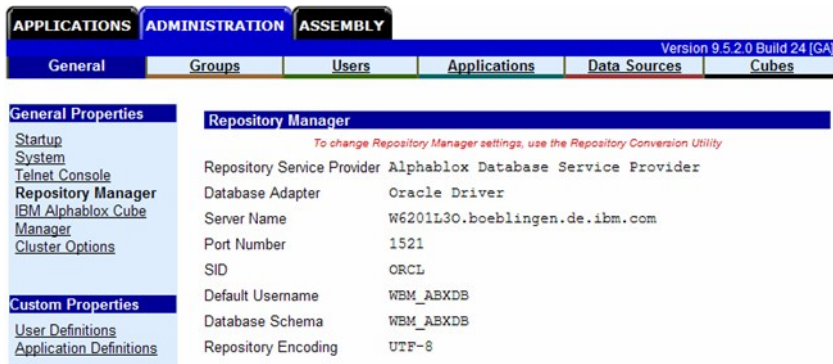 APPLICATIONS ADMINISTRATION ASSEMBLY
Version 9.5.2.0 Build 24 [GA]
General Groups Users Applications Data Sources Cubes
General Properties
Startup
System
Telnet Console
Repository Manager
IBM Alphablox Cube
Manager
Cluster Options
Custom Properties
User Definitions
Application Definitions
Repository Manager
To change Repository Manager settings, use the Repository Conversion Utility
Repository Service Provider Alphablox Database Service Provider
Database Adapter Oracle Driver
Server Name W6201L3O.boeblingen.de.ibm.com
Port Number 1521
SID ORCL
Default Username WBM_ABXDB
Database Schema WBM_ABXDB
Repository Encoding UTF-8